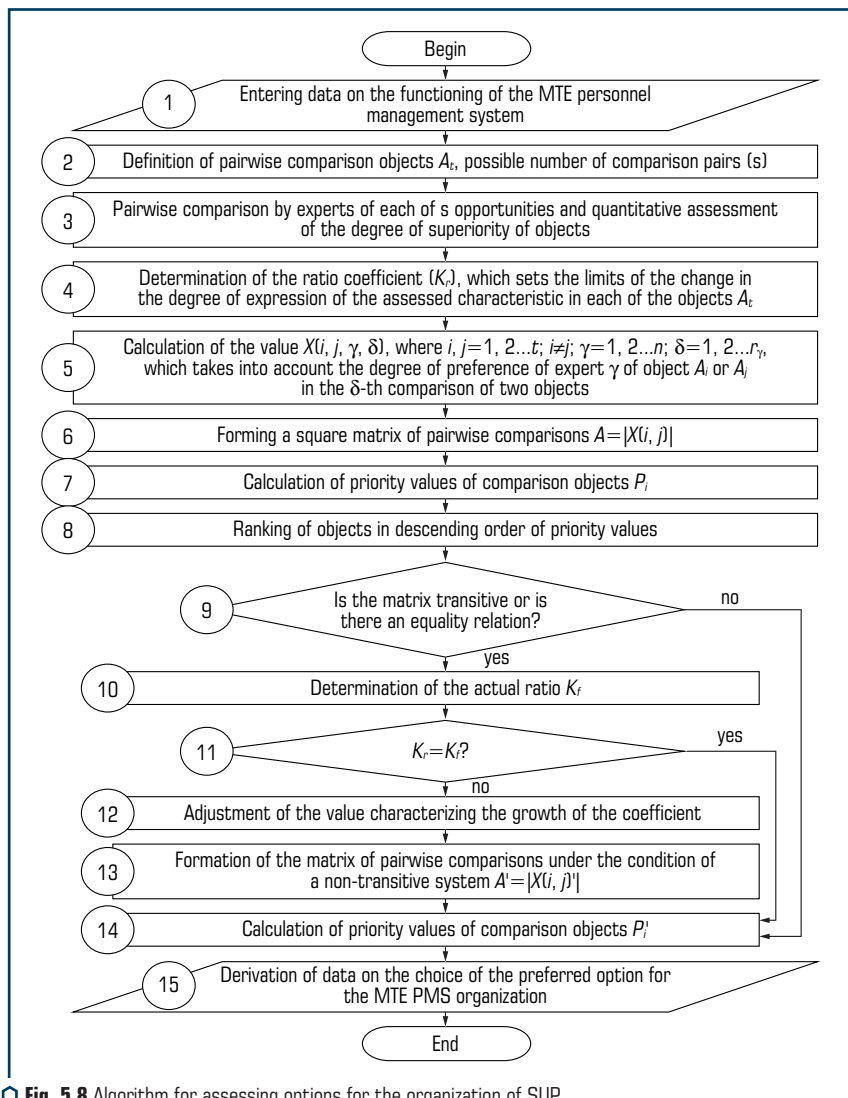 Begin
1
Entering data on the functioning of the MTE personnel
management system
2
Definition of pairwise comparison objects Aₜ, possible number of comparison pairs (s)
3
Pairwise comparison by experts of each of s opportunities and quantitative assessment
of the degree of superiority of objects
4
Determination of the ratio coefficient (Kᵣ), which sets the limits of the change in
the degree of expression of the assessed characteristic in each of the objects Aₜ
5
Calculation of the value X(i, j, γ, δ), where i, j=1, 2...t; i≠j; γ=1, 2...n; δ=1, 2...r_γ,
which takes into account the degree of preference of expert γ of object Aᵢ or Aⱼ
in the δ-th comparison of two objects
6
Forming a square matrix of pairwise comparisons A=|X(i, j)|
7
Calculation of priority values of comparison objects Pᵢ
8
Ranking of objects in descending order of priority values
9
Is the matrix transitive or is
there an equality relation?
no
yes
10
Determination of the actual ratio K_f
11
Kᵣ=K_f?
yes
no
12
Adjustment of the value characterizing the growth of the coefficient
13
Formation of the matrix of pairwise comparisons under the condition of
a non-transitive system A'=|X(i, j)'|
14
Calculation of priority values of comparison objects Pᵢ'
15
Derivation of data on the choice of the preferred option for
the MTE PMS organization
End
Fig. 5.8 Algorithm for assessing options for the organization of SUP